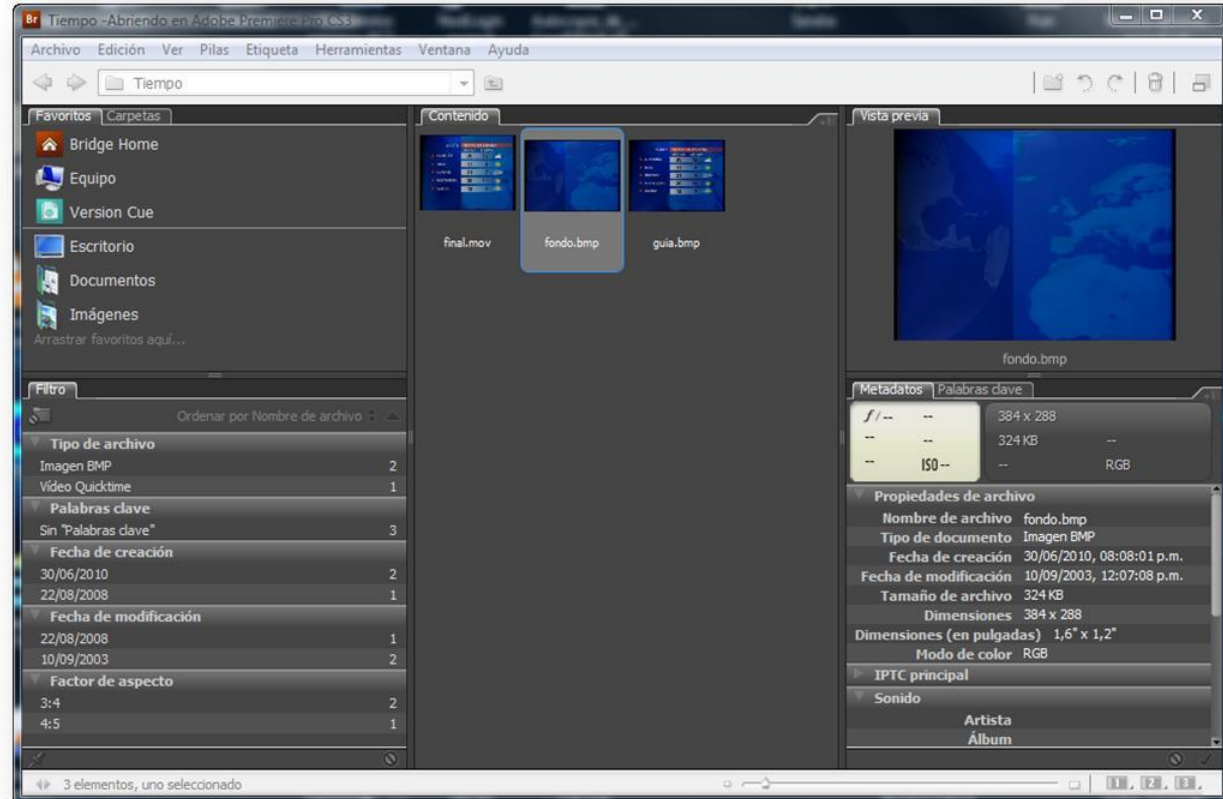 Br Tiempo -Abriendo en Adobe Premiere Pro CS3
Archivo Edición Ver Pilas Etiqueta Herramientas Ventana Ayuda
Tiempo
Favoritos Carpetas
Bridge Home
Equipo
Version Cue
Escritorio
Documentos
Imágenes
Arrastrar favoritos aquí...
Filtro
Ordenar por Nombre de archivo
Tipo de archivo
Imagen BMP 2
Vídeo Quicktime 1
Palabras clave
Sin "Palabras clave" 3
Fecha de creación
30/06/2010 2
22/08/2008 1
Fecha de modificación
22/08/2008 1
10/09/2003 2
Factor de aspecto
3:4 2
4:5 1
Contenido
final.mov fondo.bmp guia.bmp
Vista previa
fondo.bmp
Metadatos Palabras clave
f/-- -- 384 x 288
-- -- 324 KB --
-- ISO -- -- RGB
Propiedades de archivo
Nombre de archivo fondo.bmp
Tipo de documento Imagen BMP
Fecha de creación 30/06/2010, 08:08:01 p.m.
Fecha de modificación 10/09/2003, 12:07:08 p.m.
Tamaño de archivo 324 KB
Dimensiones 384 x 288
Dimensiones (en pulgadas) 1,6" x 1,2"
Modo de color RGB
IPTC principal
Sonido
Artista
Álbum
3 elementos, uno seleccionado
1 2 3